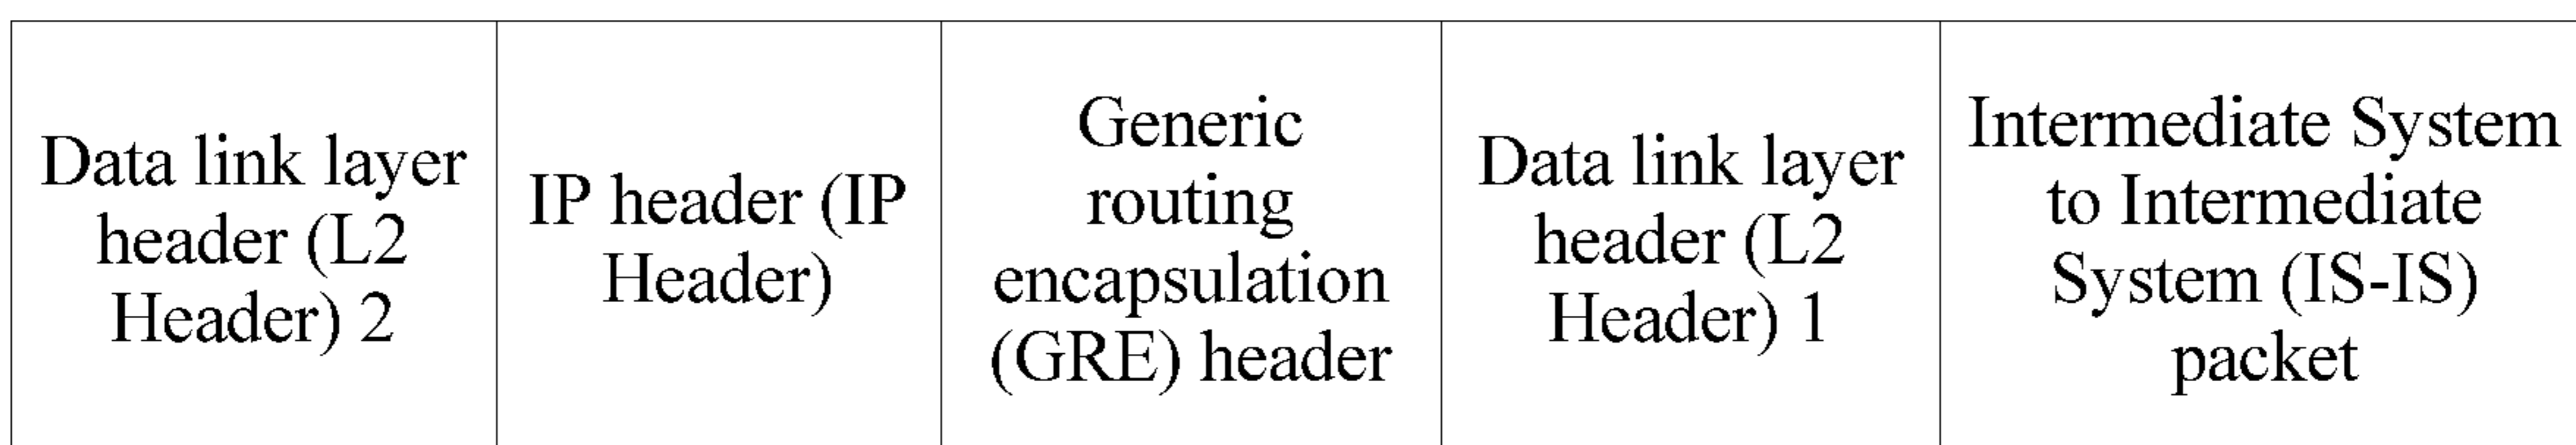 Data link layer
header (L2
Header) 2
IP header (IP
Header)
Generic
routing
encapsulation
(GRE) header
Data link layer
header (L2
Header) 1
Intermediate System
to Intermediate
System (IS-IS)
packet